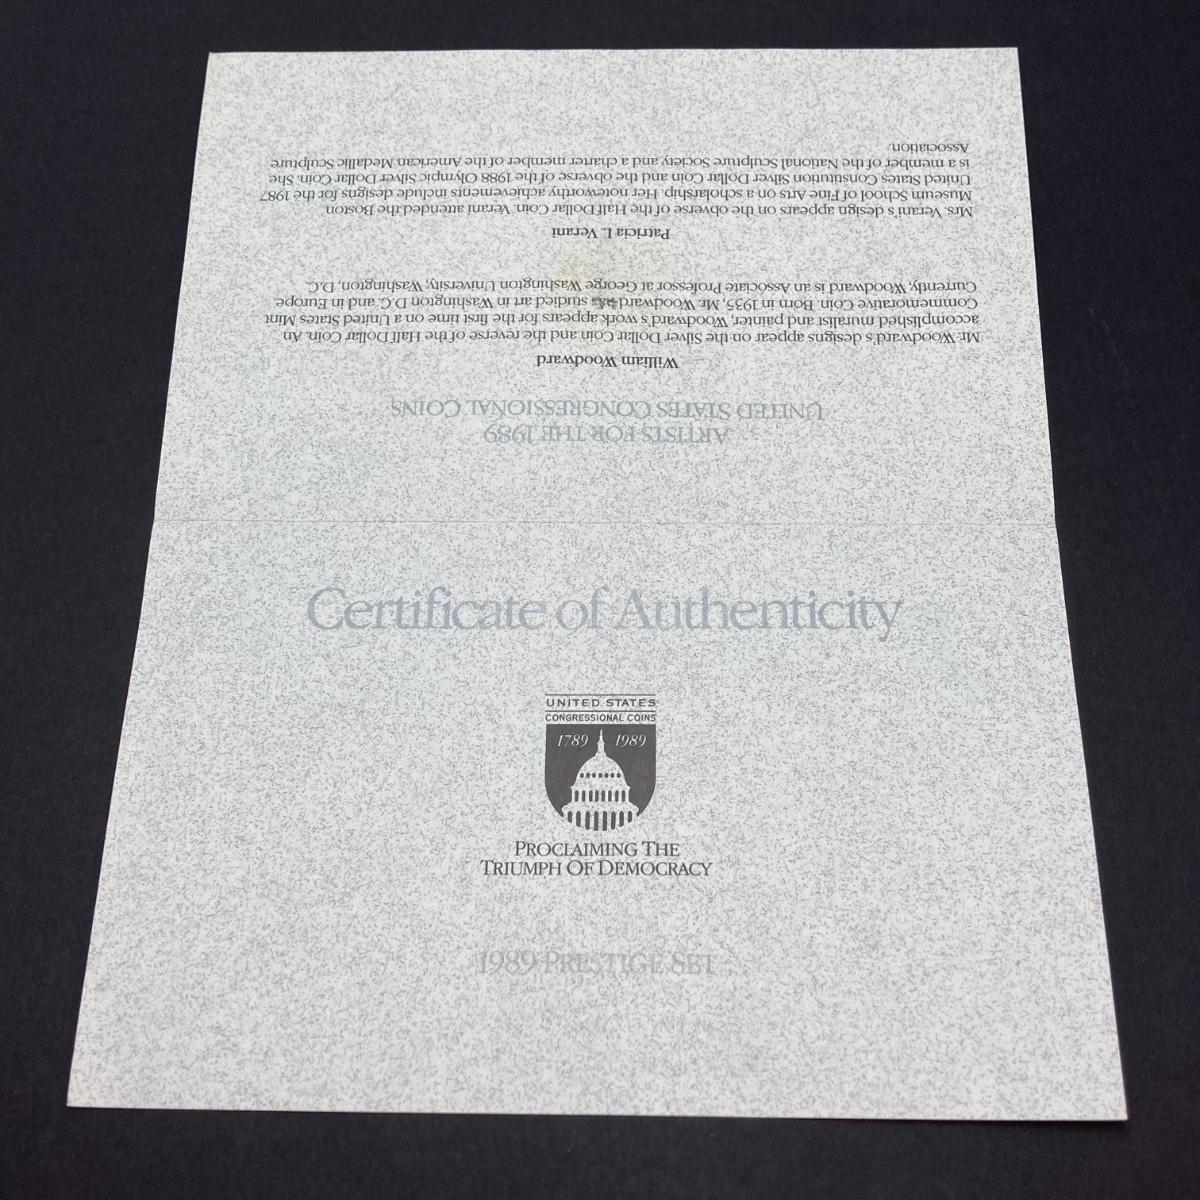 Certificate of Authenticity
UNITED STATES
CONGRESSIONAL COINS
1789 1989
PROCLAIMING THE
TRIUMPH OF DEMOCRACY
1989 PRESTIGE SET
ARTISTS FOR THE 1989
UNITED STATES CONGRESSIONAL COINS
William Woodward
Mr. Woodward's designs appear on the Silver Dollar Coin and the reverse of the Half Dollar Coin. An
accomplished muralist and painter, Woodward's work appears for the first time on a United States Mint
Commemorative Coin. Born in 1935, Mr. Woodward studied art in Washington D.C. and in Europe.
Currently, Woodward is an Associate Professor at George Washington University, Washington, D.C.
Patricia L. Verani
Mrs. Verani's design appears on the obverse of the Half Dollar Coin. Verani attended the Boston
Museum School of Fine Arts on a scholarship. Her noteworthy achievements include designs for the 1987
United States Constitution Silver Dollar Coin and the obverse of the 1988 Olympic Silver Dollar Coin. She
is a member of the National Sculpture Society and a charter member of the American Medallic Sculpture
Association.